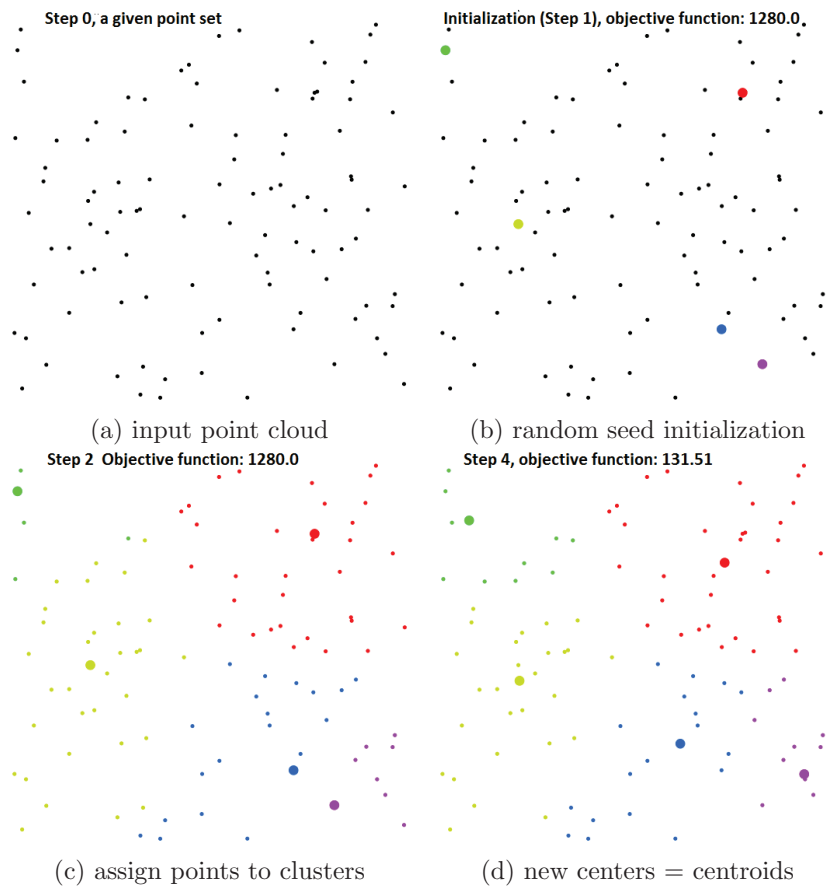 Step 0, a given point set
Initialization (Step 1), objective function: 1280.0
(a) input point cloud
(b) random seed initialization
Step 2 Objective function: 1280.0
Step 4, objective function: 131.51
(c) assign points to clusters
(d) new centers = centroids